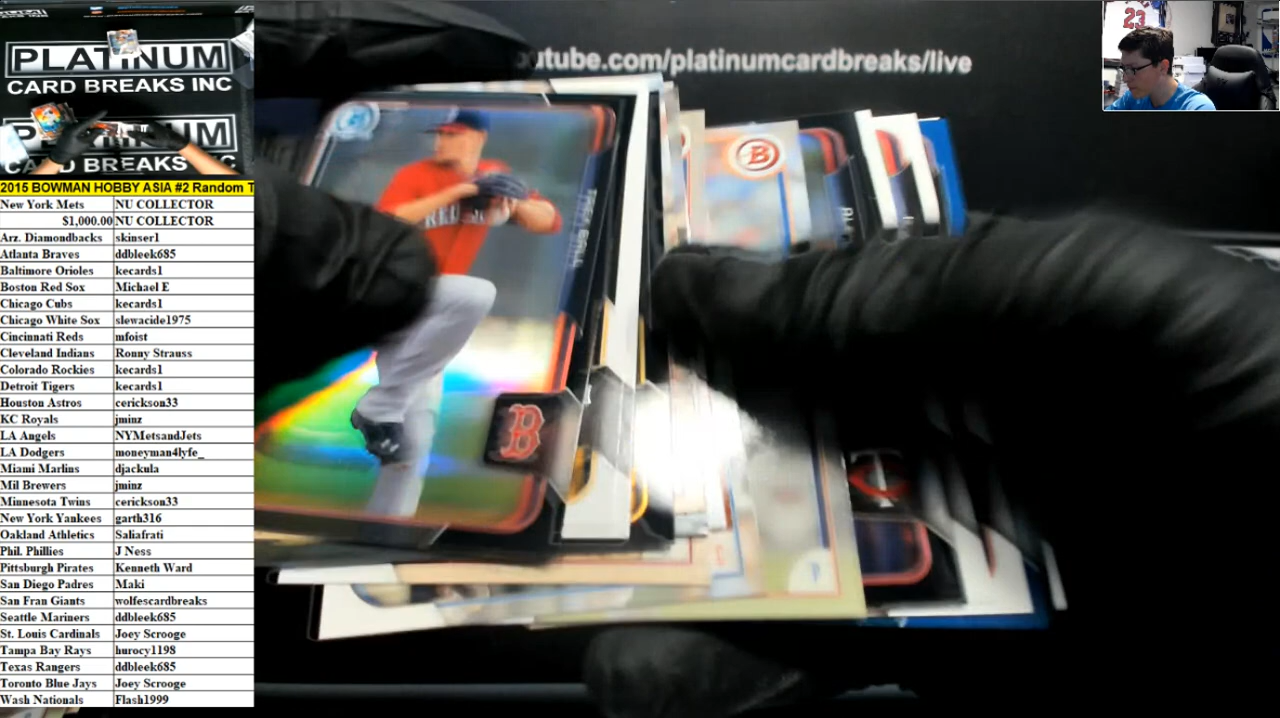 PLATINUM
CARD BREAKS INC
utube.com/platinumcardbreaks/live
23
B
RED
B
2015 BOWMAN HOBBY ASIA #2 Random T
New York Mets NU COLLECTOR
$1,000.00 NU COLLECTOR
Arz. Diamondbacks skinser1
Atlanta Braves ddbleek685
Baltimore Orioles kecards1
Boston Red Sox Michael E
Chicago Cubs kecards1
Chicago White Sox slewacide1975
Cincinnati Reds mfoist
Cleveland Indians Ronny Strauss
Colorado Rockies kecards1
Detroit Tigers kecards1
Houston Astros cerickson33
KC Royals jminz
LA Angels NYMetsandJets
LA Dodgers moneyman4lyfe_
Miami Marlins djackula
Mil Brewers jminz
Minnesota Twins cerickson33
New York Yankees garth316
Oakland Athletics Saliafrati
Phil. Phillies J Ness
Pittsburgh Pirates Kenneth Ward
San Diego Padres Maki
San Fran Giants wolfescardbreaks
Seattle Mariners ddbleek685
St. Louis Cardinals Joey Scrooge
Tampa Bay Rays hurocy1198
Texas Rangers ddbleek685
Toronto Blue Jays Joey Scrooge
Wash Nationals Flash1999